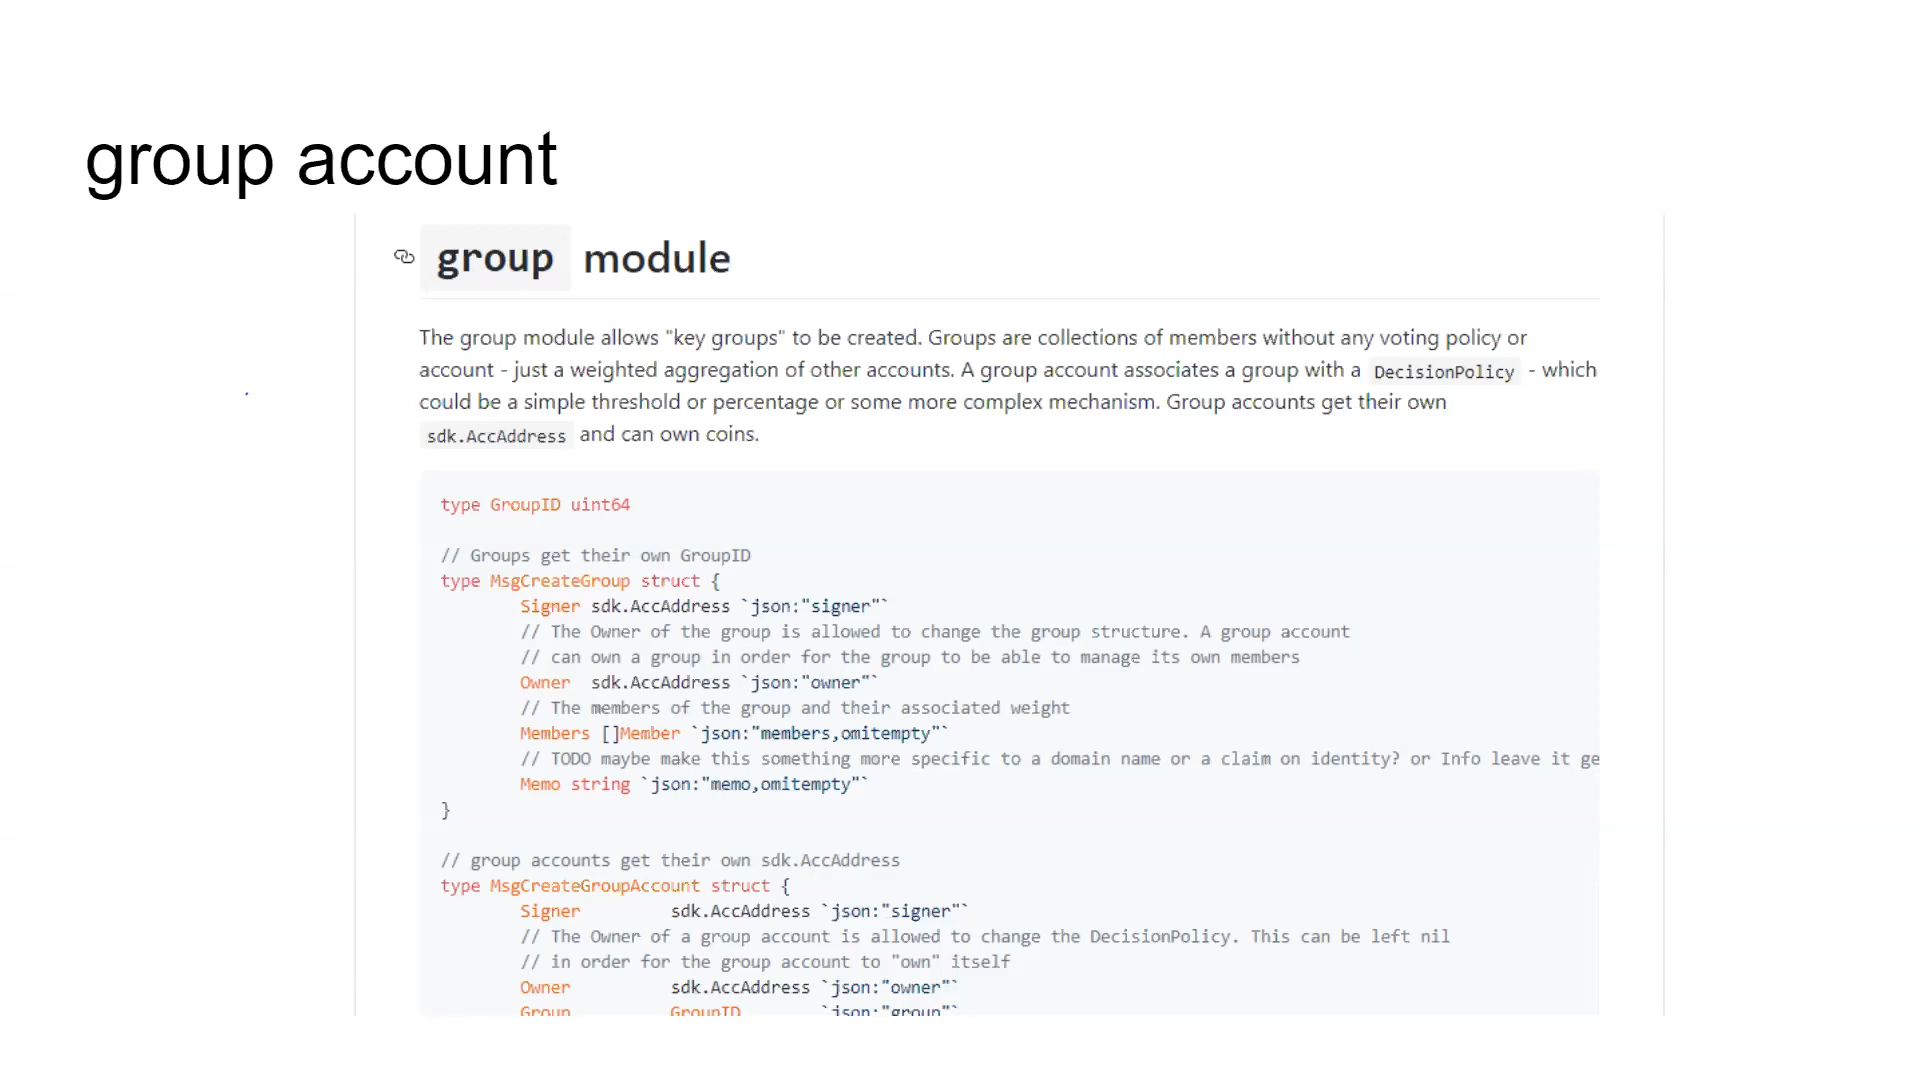 group account
group module
The group module allows "key groups" to be created. Groups are collections of members without any voting policy or
account - just a weighted aggregation of other accounts. A group account associates a group with a DecisionPolicy - which
could be a simple threshold or percentage or some more complex mechanism. Group accounts get their own
sdk.AccAddress and can own coins.
type GroupID uint64
// Groups get their own GroupID
type MsgCreateGroup struct {
Signer sdk.AccAddress `json:"signer"`
// The Owner of the group is allowed to change the group structure. A group account
// can own a group in order for the group to be able to manage its own members
Owner sdk.AccAddress `json:"owner"`
// The members of the group and their associated weight
Members []Member `json:"members,omitempty"`
// TODO maybe make this something more specific to a domain name or a claim on identity? or Info leave it ge
Memo string `json:"memo,omitempty"`
}
// group accounts get their own sdk.AccAddress
type MsgCreateGroupAccount struct {
Signer sdk.AccAddress `json:"signer"`
// The Owner of a group account is allowed to change the DecisionPolicy. This can be left nil
// in order for the group account to "own" itself
Owner sdk.AccAddress `json:"owner"`
Group GroupID `json:"group"`